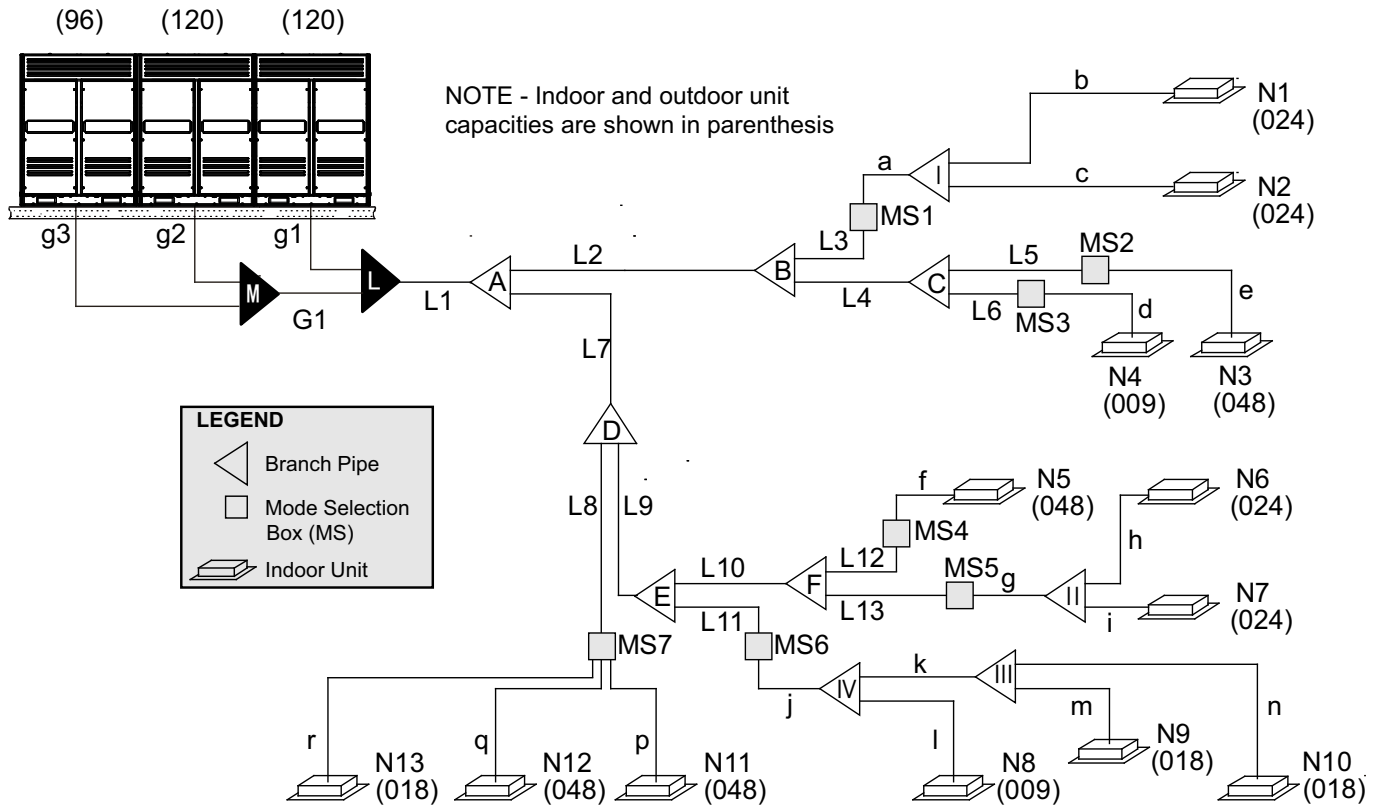 (96) (120) (120)
NOTE - Indoor and outdoor unit
capacities are shown in parenthesis
g3 g2 g1
M
L
G1
L1
A
L2
B
L3
MS1
a
I
b
N1
(024)
c
N2
(024)
L4
C
L5
MS2
e
L6
MS3
d
N4
(009)
N3
(048)
L7
D
L8
L9
LEGEND
Branch Pipe
Mode Selection
Box (MS)
Indoor Unit
E
L10
F
L12
MS4
f
N5
(048)
L13
MS5
g
II
h
N6
(024)
i
N7
(024)
L11
MS6
j
IV
k
III
m
n
l
N8
(009)
N9
(018)
N10
(018)
MS7
r
q
p
N13
(018)
N12
(048)
N11
(048)